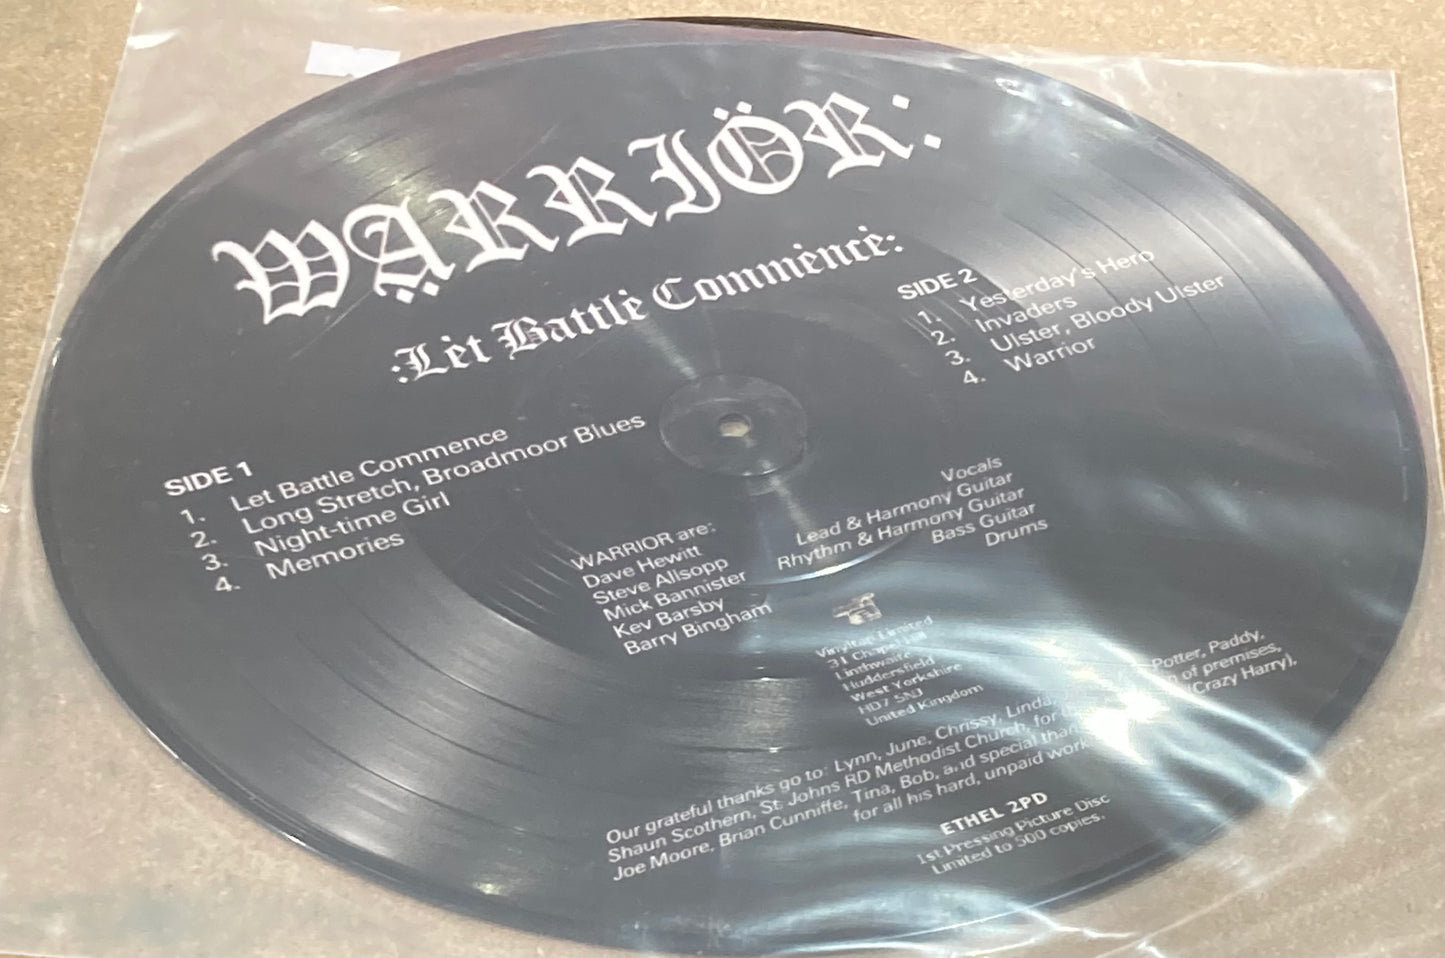 WÄRRIÖR:
:Lėt Battlė Commėncė:
SIDE 1
1. Let Battle Commence
2. Long Stretch, Broadmoor Blues
3. Night-time Girl
4. Memories
SIDE 2
1. Yesterday's Hero
2. Invaders
3. Ulster, Bloody Ulster
4. Warrior
WARRIOR are:
Dave Hewitt Vocals
Steve Allsopp Lead & Harmony Guitar
Mick Bannister Rhythm & Harmony Guitar
Kev Barsby Bass Guitar
Barry Bingham Drums
Vinyltap Limited
31 Chapel Hill
Linthwaite
Huddersfield
West Yorkshire
HD7 5NJ
United Kingdom
Our grateful thanks go to: Lynn, June, Chrissy, Linda, Potter, Paddy,
Shaun Scothern, St. Johns RD Methodist Church, for of premises,
Joe Moore, Brian Cunniffe, Tina, Bob, and special (Crazy Harry),
for all his hard, unpaid work
ETHEL 2PD
1st Pressing Picture Disc
Limited to 500 copies.